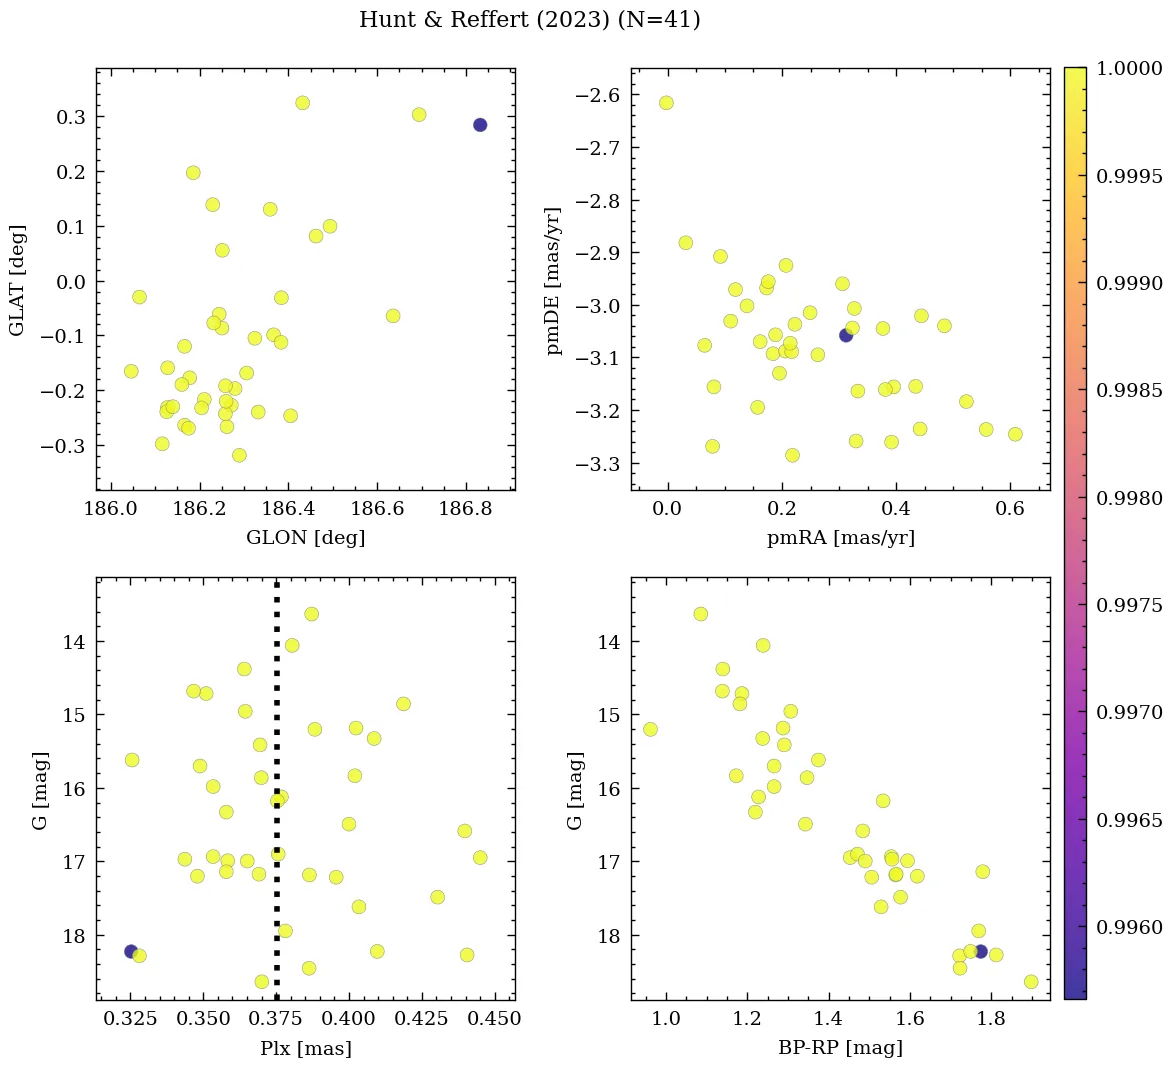 Hunt & Reffert (2023) (N=41)
0.3
0.2
0.1
0.0
−0.1
−0.2
−0.3
GLAT [deg]
186.0 186.2 186.4 186.6 186.8
GLON [deg]
−2.6
−2.7
−2.8
−2.9
−3.0
−3.1
−3.2
−3.3
pmDE [mas/yr]
0.0 0.2 0.4 0.6
pmRA [mas/yr]
14
15
16
17
18
G [mag]
0.325 0.350 0.375 0.400 0.425 0.450
Plx [mas]
14
15
16
17
18
G [mag]
1.0 1.2 1.4 1.6 1.8
BP-RP [mag]
1.0000
0.9995
0.9990
0.9985
0.9980
0.9975
0.9970
0.9965
0.9960